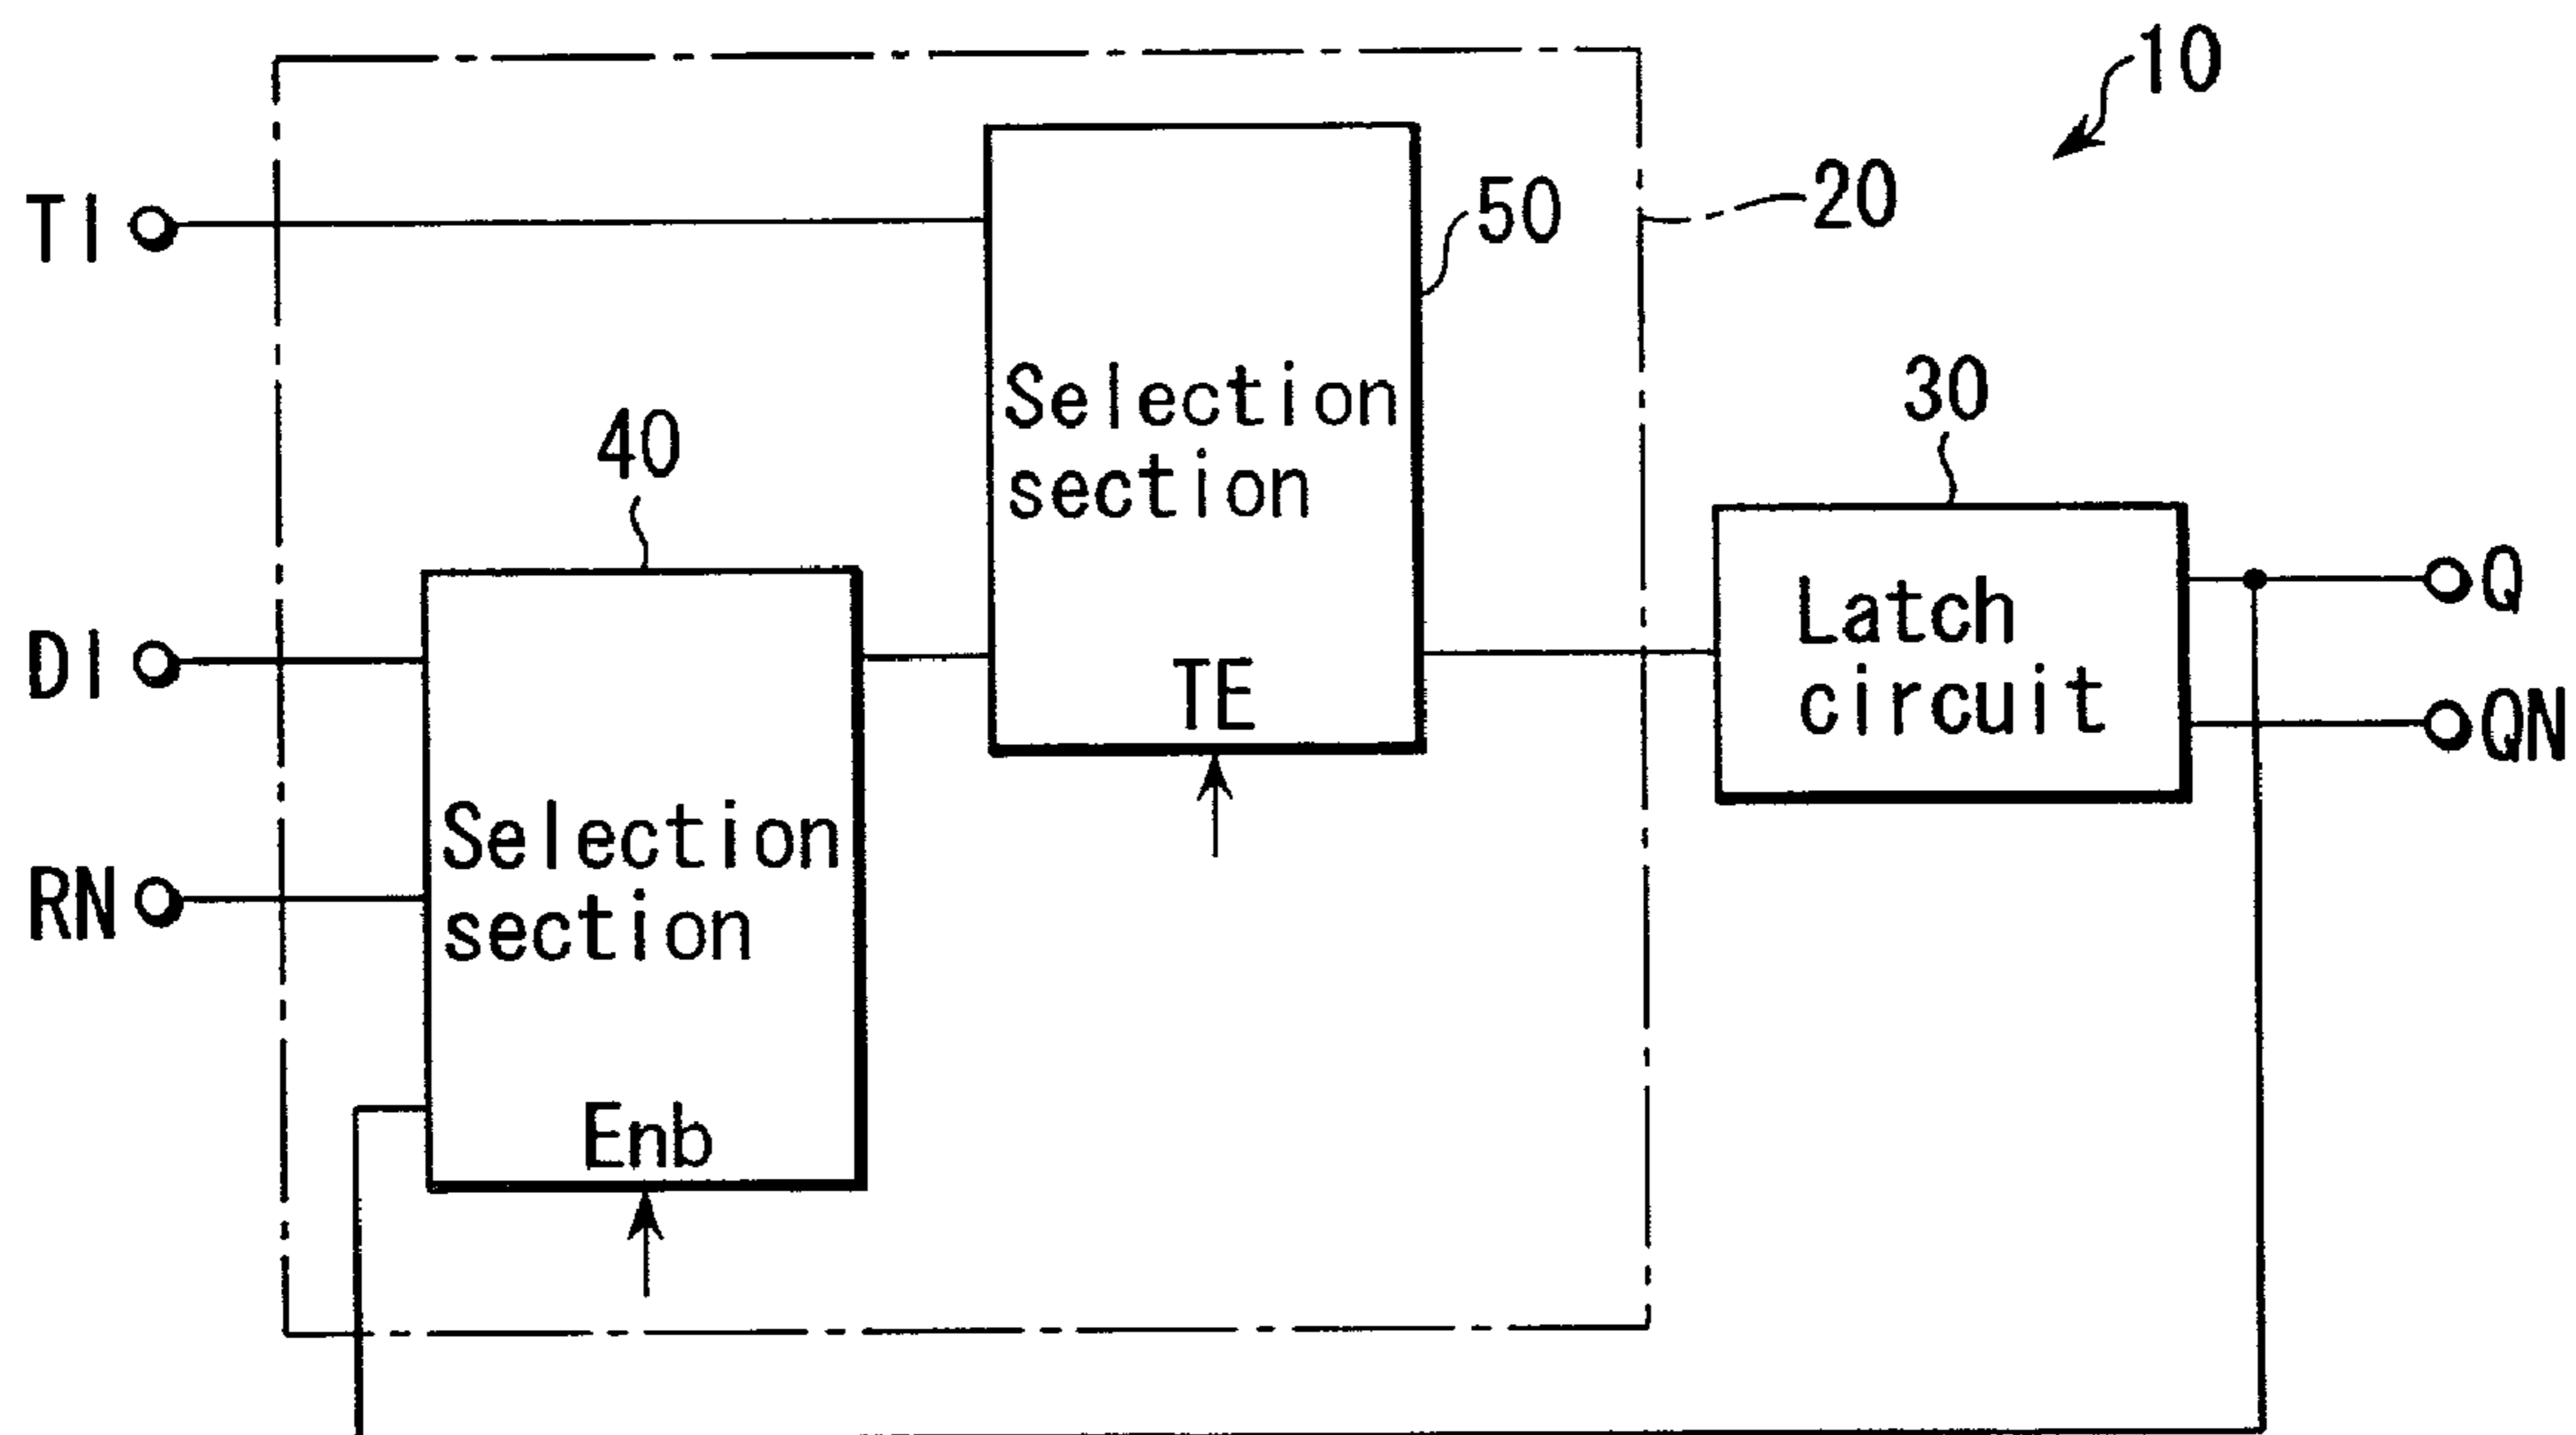 10
20
50
TI
Selection
section
TE
40
30
DI
RN
Selection
section
Enb
Latch
circuit
Q
QN